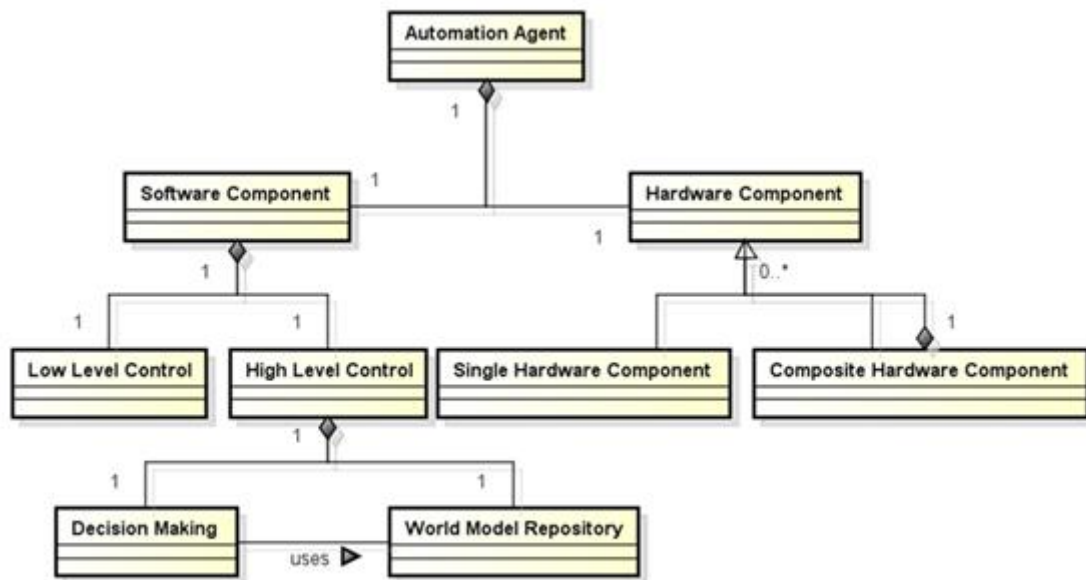 Automation Agent
1
Software Component
1
Hardware Component
1
1
0..*
1
1
1
Low Level Control
High Level Control
Single Hardware Component
Composite Hardware Component
1
1
1
Decision Making
World Model Repository
uses